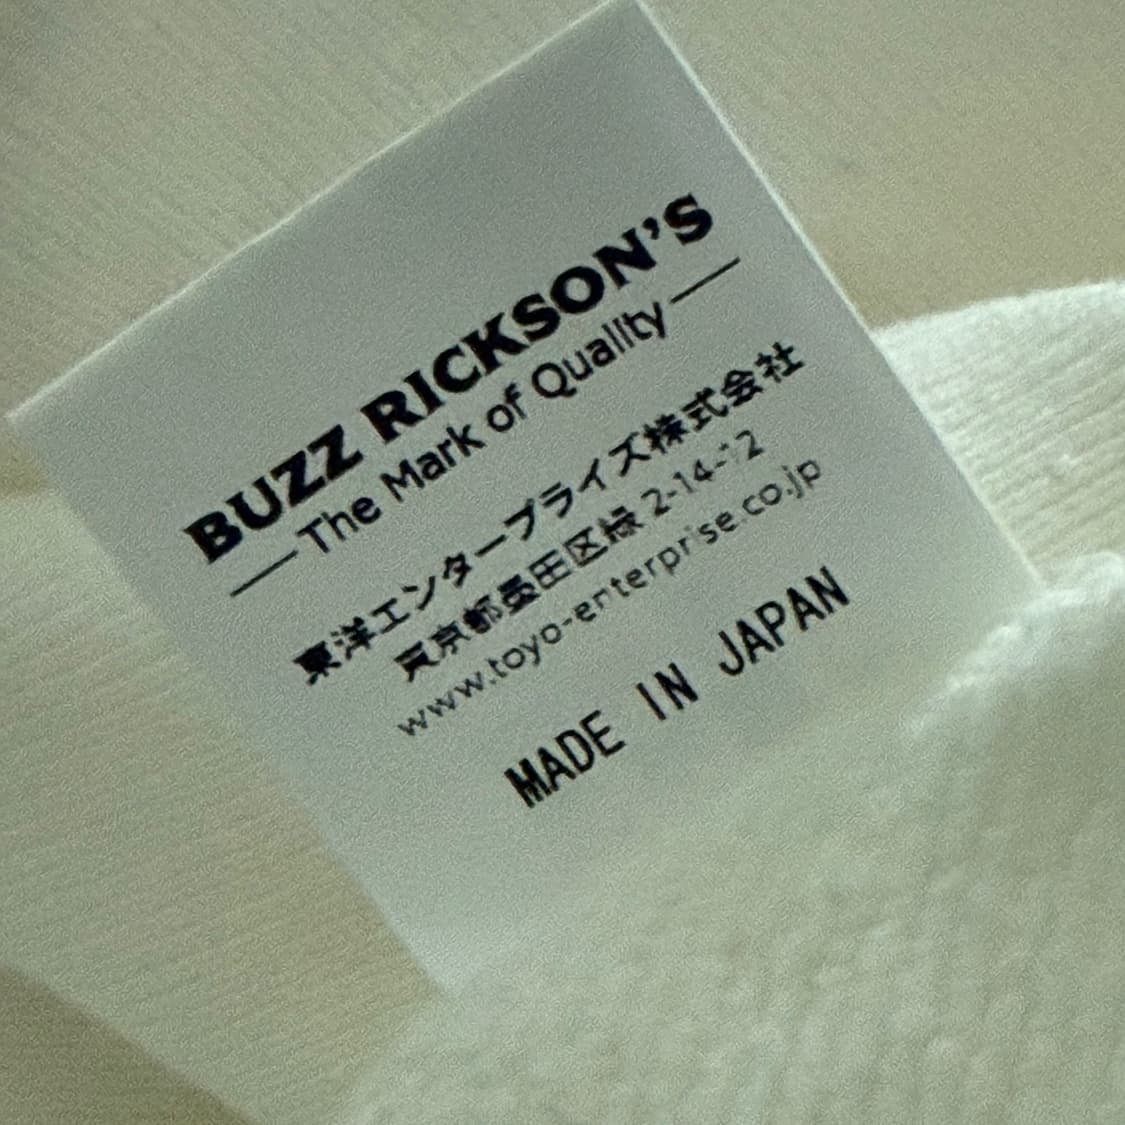 BUZZ RICKSON'S
The Mark of Quality
東洋エンタープライズ株式会社
東京都墨田区緑 2-14-12
www.toyo-enterprise.co.jp
MADE IN JAPAN